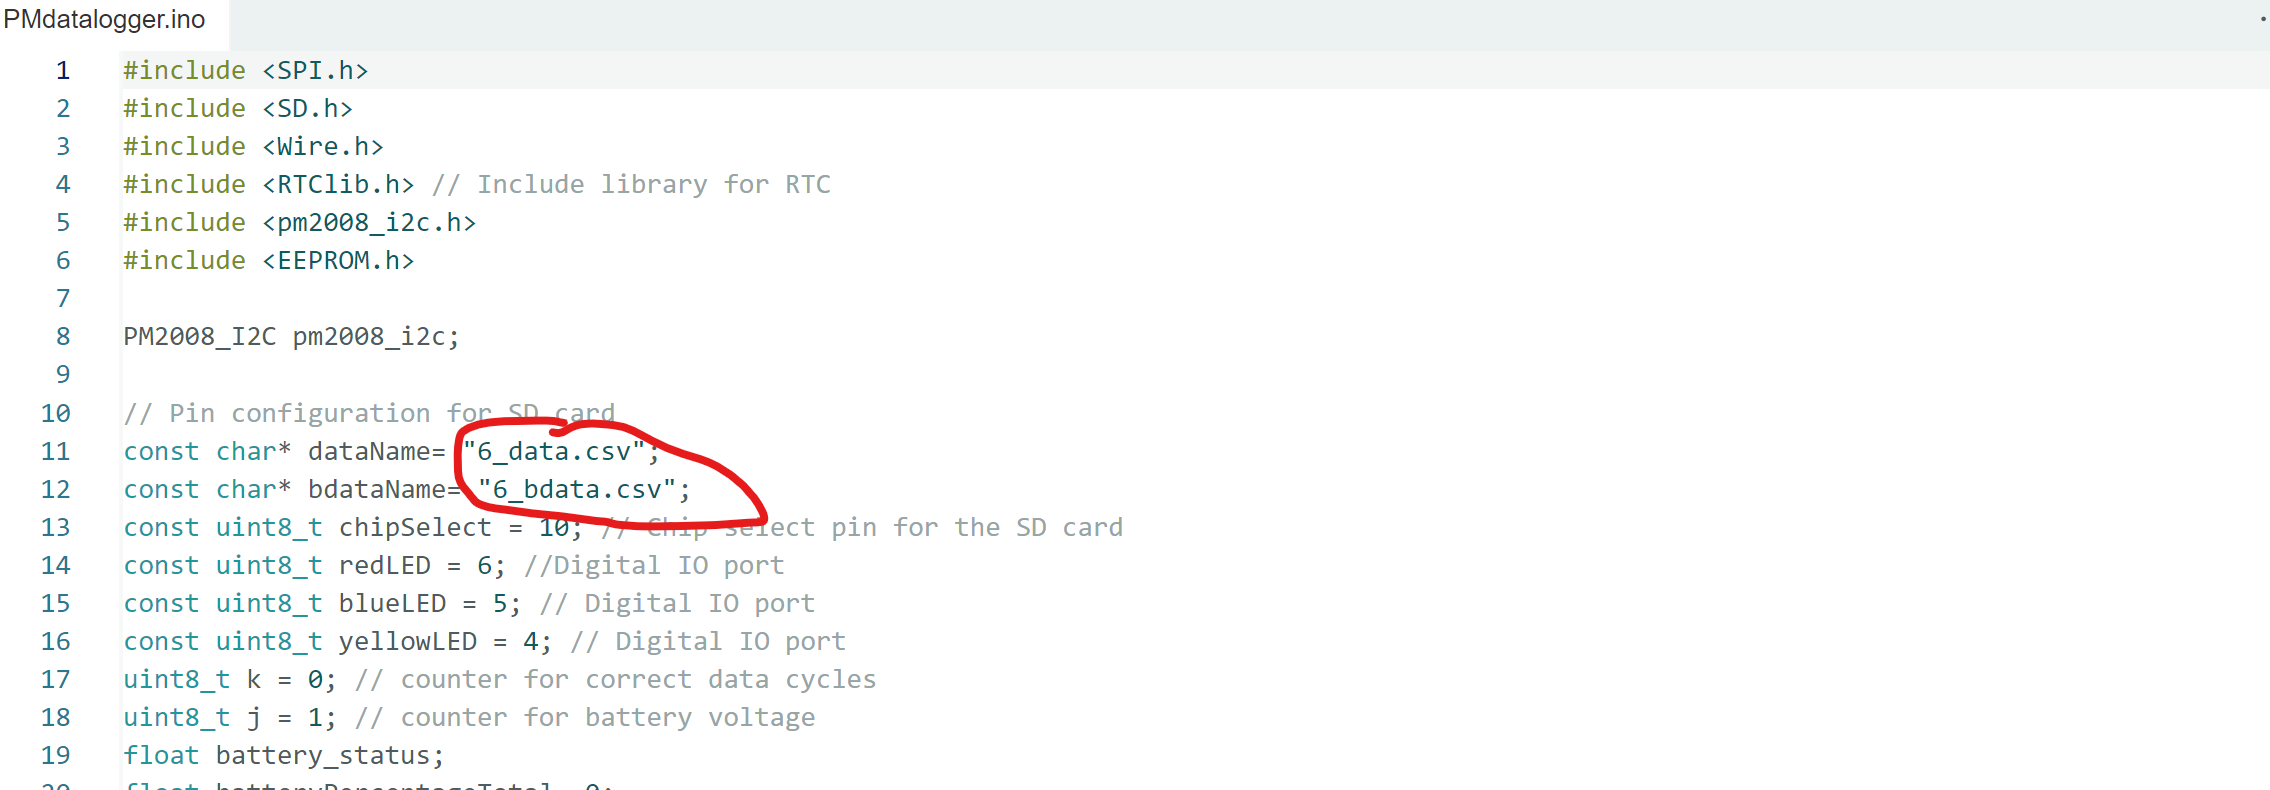 PMdatalogger.ino
1 #include <SPI.h>
2 #include <SD.h>
3 #include <Wire.h>
4 #include <RTClib.h> // Include library for RTC
5 #include <pm2008_i2c.h>
6 #include <EEPROM.h>
7
8 PM2008_I2C pm2008_i2c;
9
10 // Pin configuration for SD card
11 const char* dataName= "6_data.csv";
12 const char* bdataName= "6_bdata.csv";
13 const uint8_t chipSelect = 10; // Chip select pin for the SD card
14 const uint8_t redLED = 6; //Digital IO port
15 const uint8_t blueLED = 5; // Digital IO port
16 const uint8_t yellowLED = 4; // Digital IO port
17 uint8_t k = 0; // counter for correct data cycles
18 uint8_t j = 1; // counter for battery voltage
19 float battery_status;
20 float batteryPercentageTotal